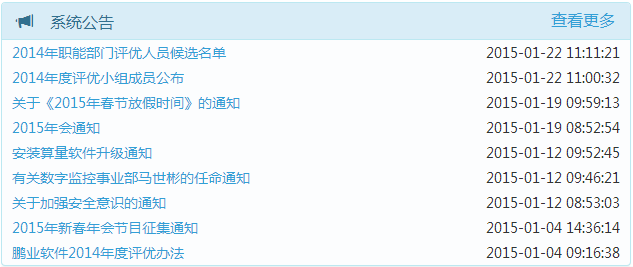 系统公告 查看更多
2014年职能部门评优人员候选名单 2015-01-22 11:11:21
2014年度评优小组成员公布 2015-01-22 11:00:32
关于《2015年春节放假时间》的通知 2015-01-19 09:59:13
2015年会通知 2015-01-19 08:52:54
安装算量软件升级通知 2015-01-12 09:52:45
有关数字监控事业部马世彬的任命通知 2015-01-12 09:46:21
关于加强安全意识的通知 2015-01-12 08:53:03
2015年新春年会节目征集通知 2015-01-04 14:36:14
鹏业软件2014年度评优办法 2015-01-04 09:16:38